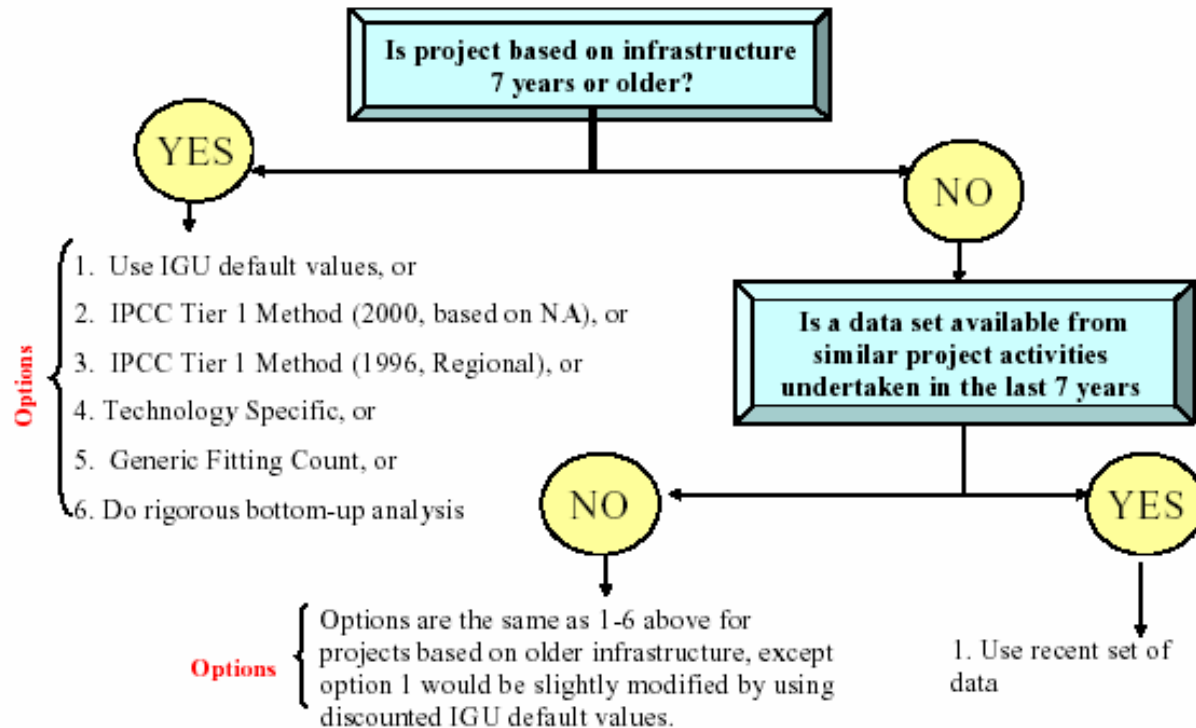 Is project based on infrastructure
7 years or older?
YES
NO
Options
1. Use IGU default values, or
2. IPCC Tier 1 Method (2000, based on NA), or
3. IPCC Tier 1 Method (1996, Regional), or
4. Technology Specific, or
5. Generic Fitting Count, or
6. Do rigorous bottom-up analysis
Is a data set available from
similar project activities
undertaken in the last 7 years
NO
YES
Options
Options are the same as 1-6 above for
projects based on older infrastructure, except
option 1 would be slightly modified by using
discounted IGU default values.
1. Use recent set of
data